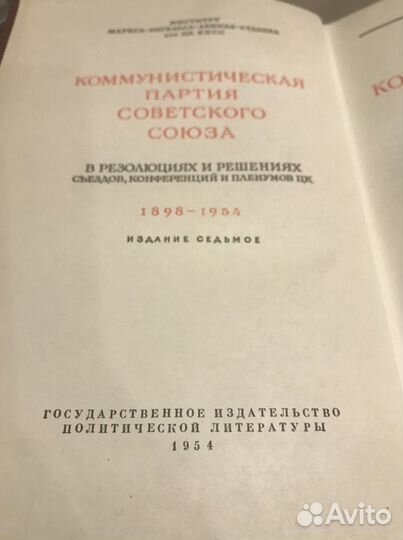 ИНСТИТУТ
МАРКСА-ЭНГЕЛЬСА-ЛЕНИНА-СТАЛИНА
ПРИ ЦК КПСС
КОММУНИСТИЧЕСКАЯ
ПАРТИЯ
СОВЕТСКОГО
СОЮЗА
В РЕЗОЛЮЦИЯХ И РЕШЕНИЯХ
СЪЕЗДОВ, КОНФЕРЕНЦИЙ И ПЛЕНУМОВ ЦК
1898–1954
ИЗДАНИЕ СЕДЬМОЕ
ГОСУДАРСТВЕННОЕ ИЗДАТЕЛЬСТВО
ПОЛИТИЧЕСКОЙ ЛИТЕРАТУРЫ
1954
КО
Avito